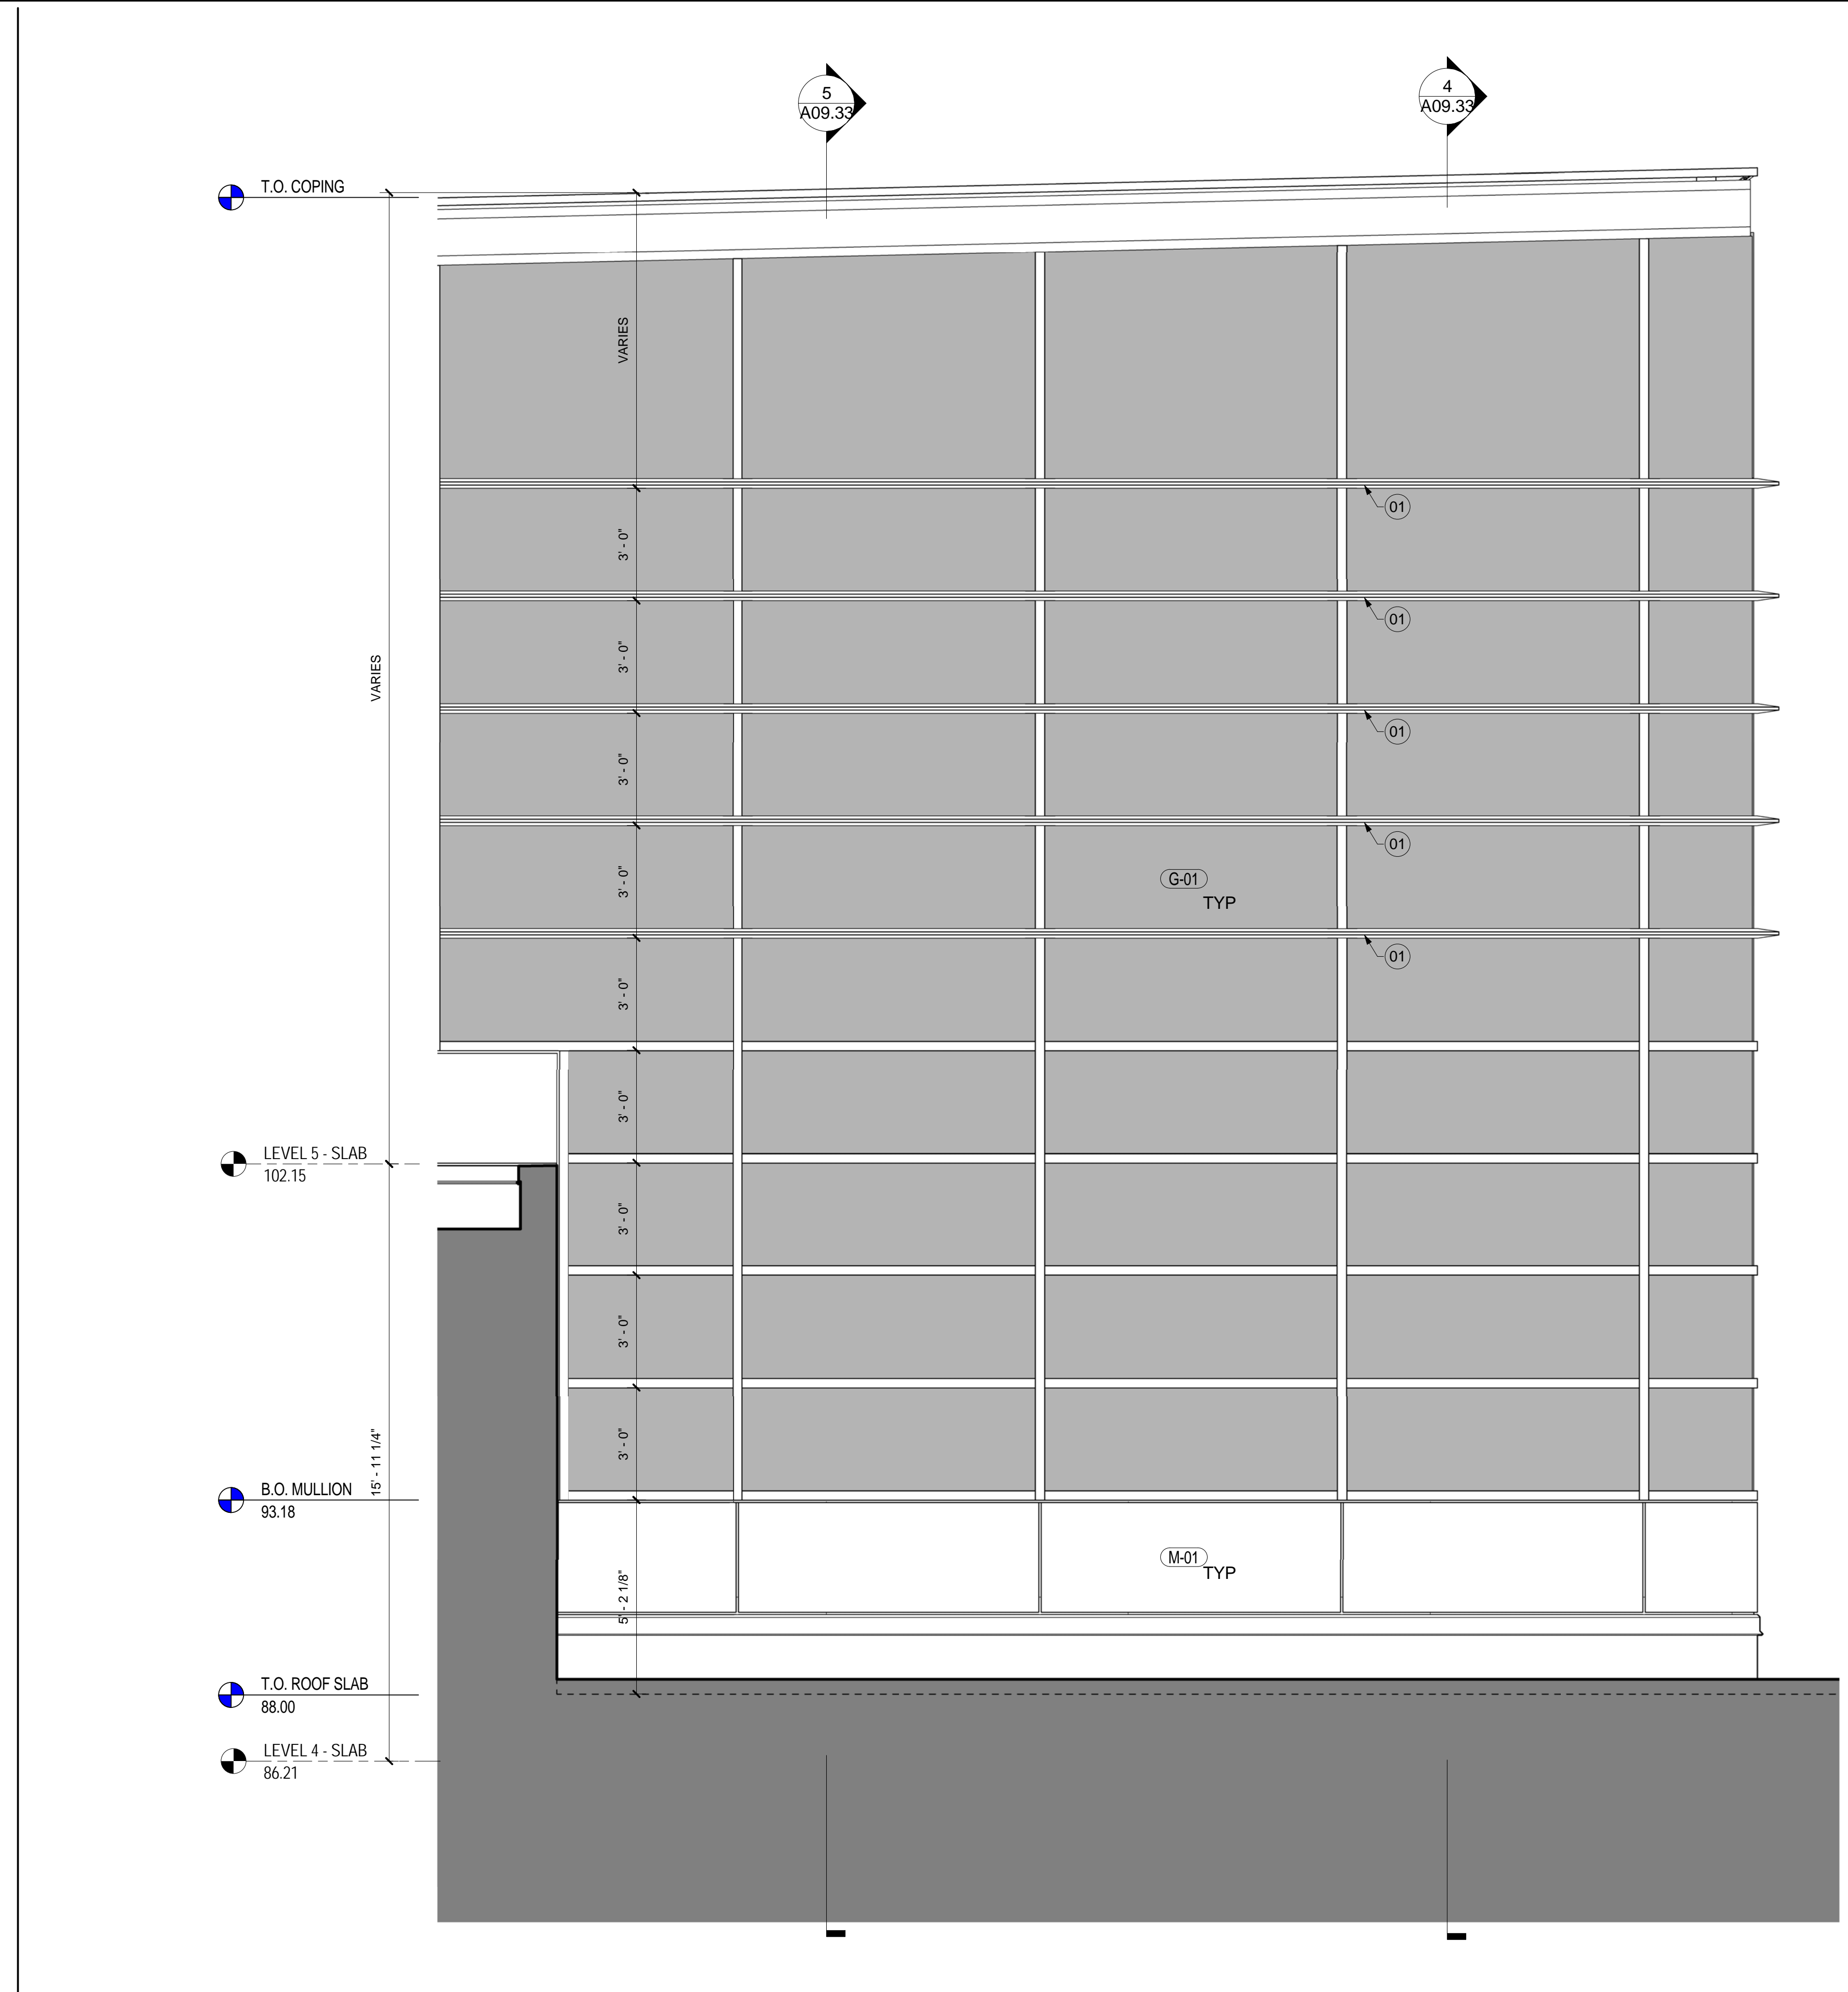 5
A09.33
4
A09.33
T.O. COPING
VARIES
3' - 0"
01
3' - 0"
01
VARIES
3' - 0"
01
3' - 0"
01
G-01
TYP
3' - 0"
01
3' - 0"
LEVEL 5 - SLAB
102.15
3' - 0"
3' - 0"
3' - 0"
15' - 11 1/4"
B.O. MULLION
93.18
M-01
TYP
5' - 2 1/8"
T.O. ROOF SLAB
88.00
LEVEL 4 - SLAB
86.21